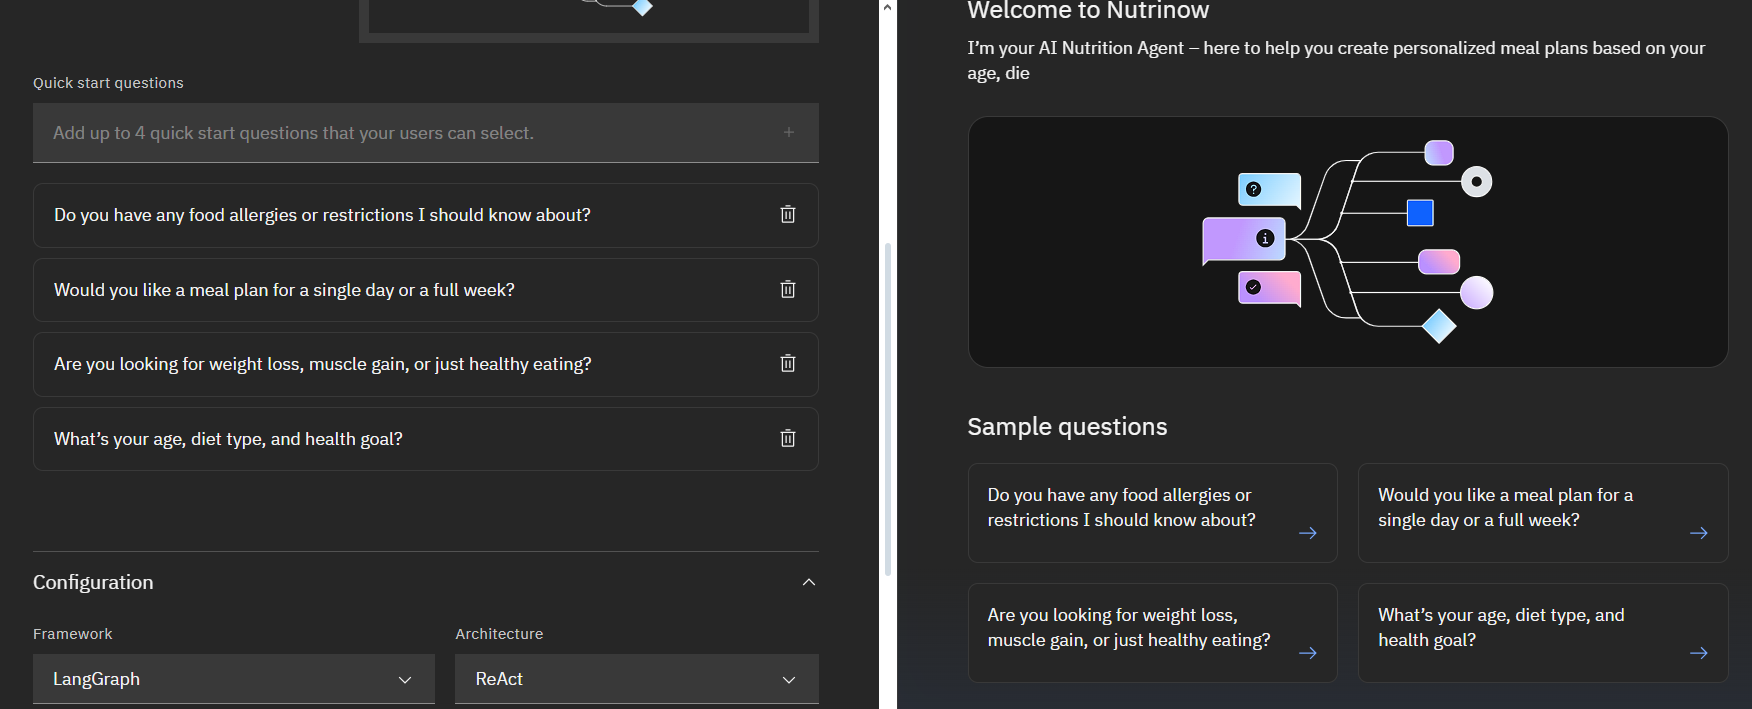 Quick start questions
Add up to 4 quick start questions that your users can select.
Do you have any food allergies or restrictions I should know about?
Would you like a meal plan for a single day or a full week?
Are you looking for weight loss, muscle gain, or just healthy eating?
What’s your age, diet type, and health goal?
Configuration
Framework
Architecture
LangGraph
ReAct
Welcome to Nutrinow
I’m your AI Nutrition Agent – here to help you create personalized meal plans based on your
age, die
Sample questions
Do you have any food allergies or
restrictions I should know about?
Would you like a meal plan for a
single day or a full week?
Are you looking for weight loss,
muscle gain, or just healthy eating?
What’s your age, diet type, and
health goal?